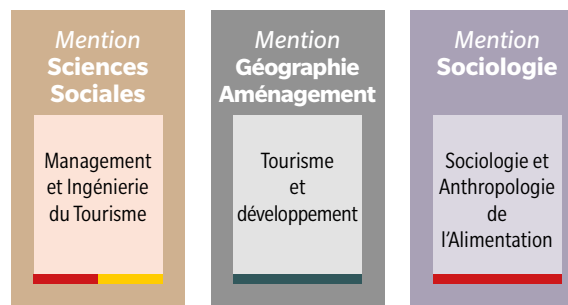 Mention
Sciences
Sociales
Management
et Ingénierie
du Tourisme
Mention
Géographie
Aménagement
Tourisme
et
développement
Mention
Sociologie
Sociologie et
Anthropologie
de
l'Alimentation